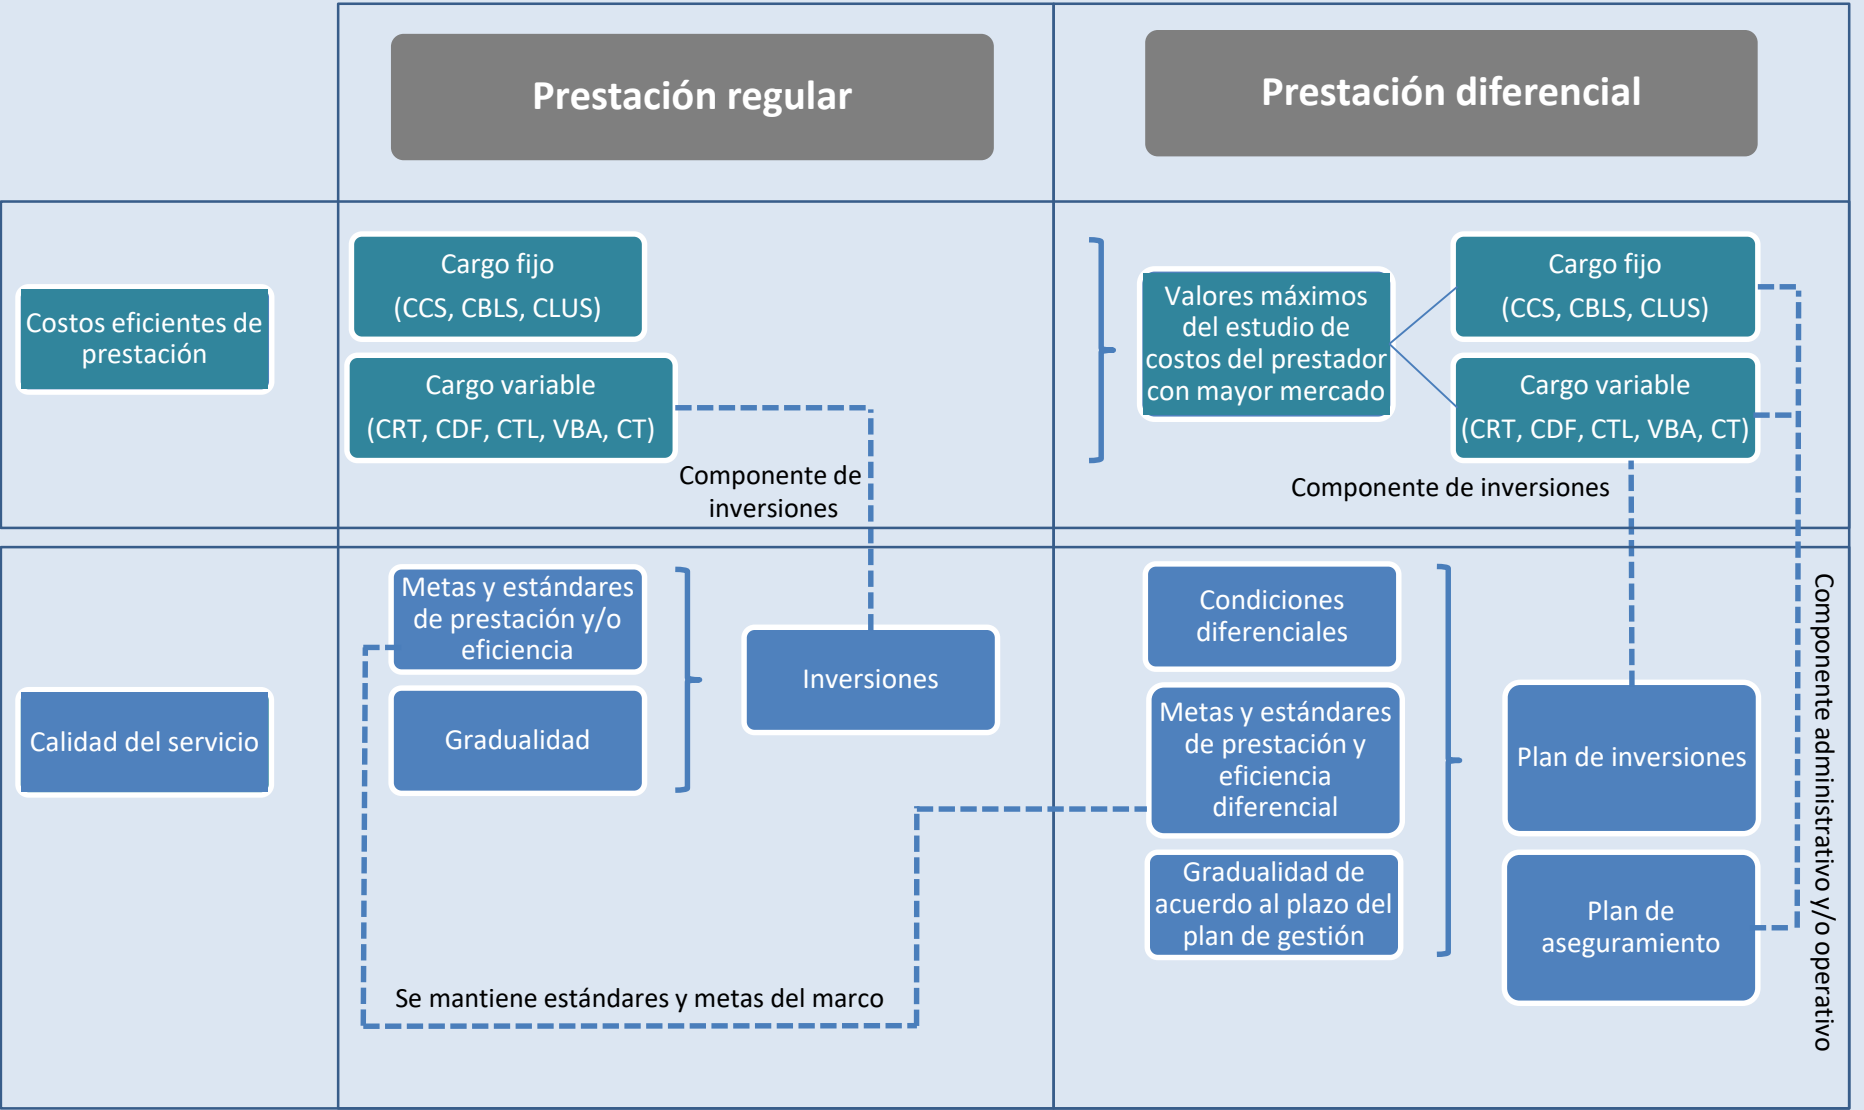 Prestación regular
Prestación diferencial
Costos eficientes de
prestación
Cargo fijo
(CCS, CBLS, CLUS)
Cargo variable
(CRT, CDF, CTL, VBA, CT)
Componente de
inversiones
Valores máximos
del estudio de
costos del prestador
con mayor mercado
Cargo fijo
(CCS, CBLS, CLUS)
Cargo variable
(CRT, CDF, CTL, VBA, CT)
Componente de inversiones
Calidad del servicio
Metas y estándares
de prestación y/o
eficiencia
Gradualidad
Inversiones
Se mantiene estándares y metas del marco
Condiciones
diferenciales
Metas y estándares
de prestación y
eficiencia
diferencial
Gradualidad de
acuerdo al plazo del
plan de gestión
Plan de inversiones
Plan de
aseguramiento
Componente administrativo y/o operativo